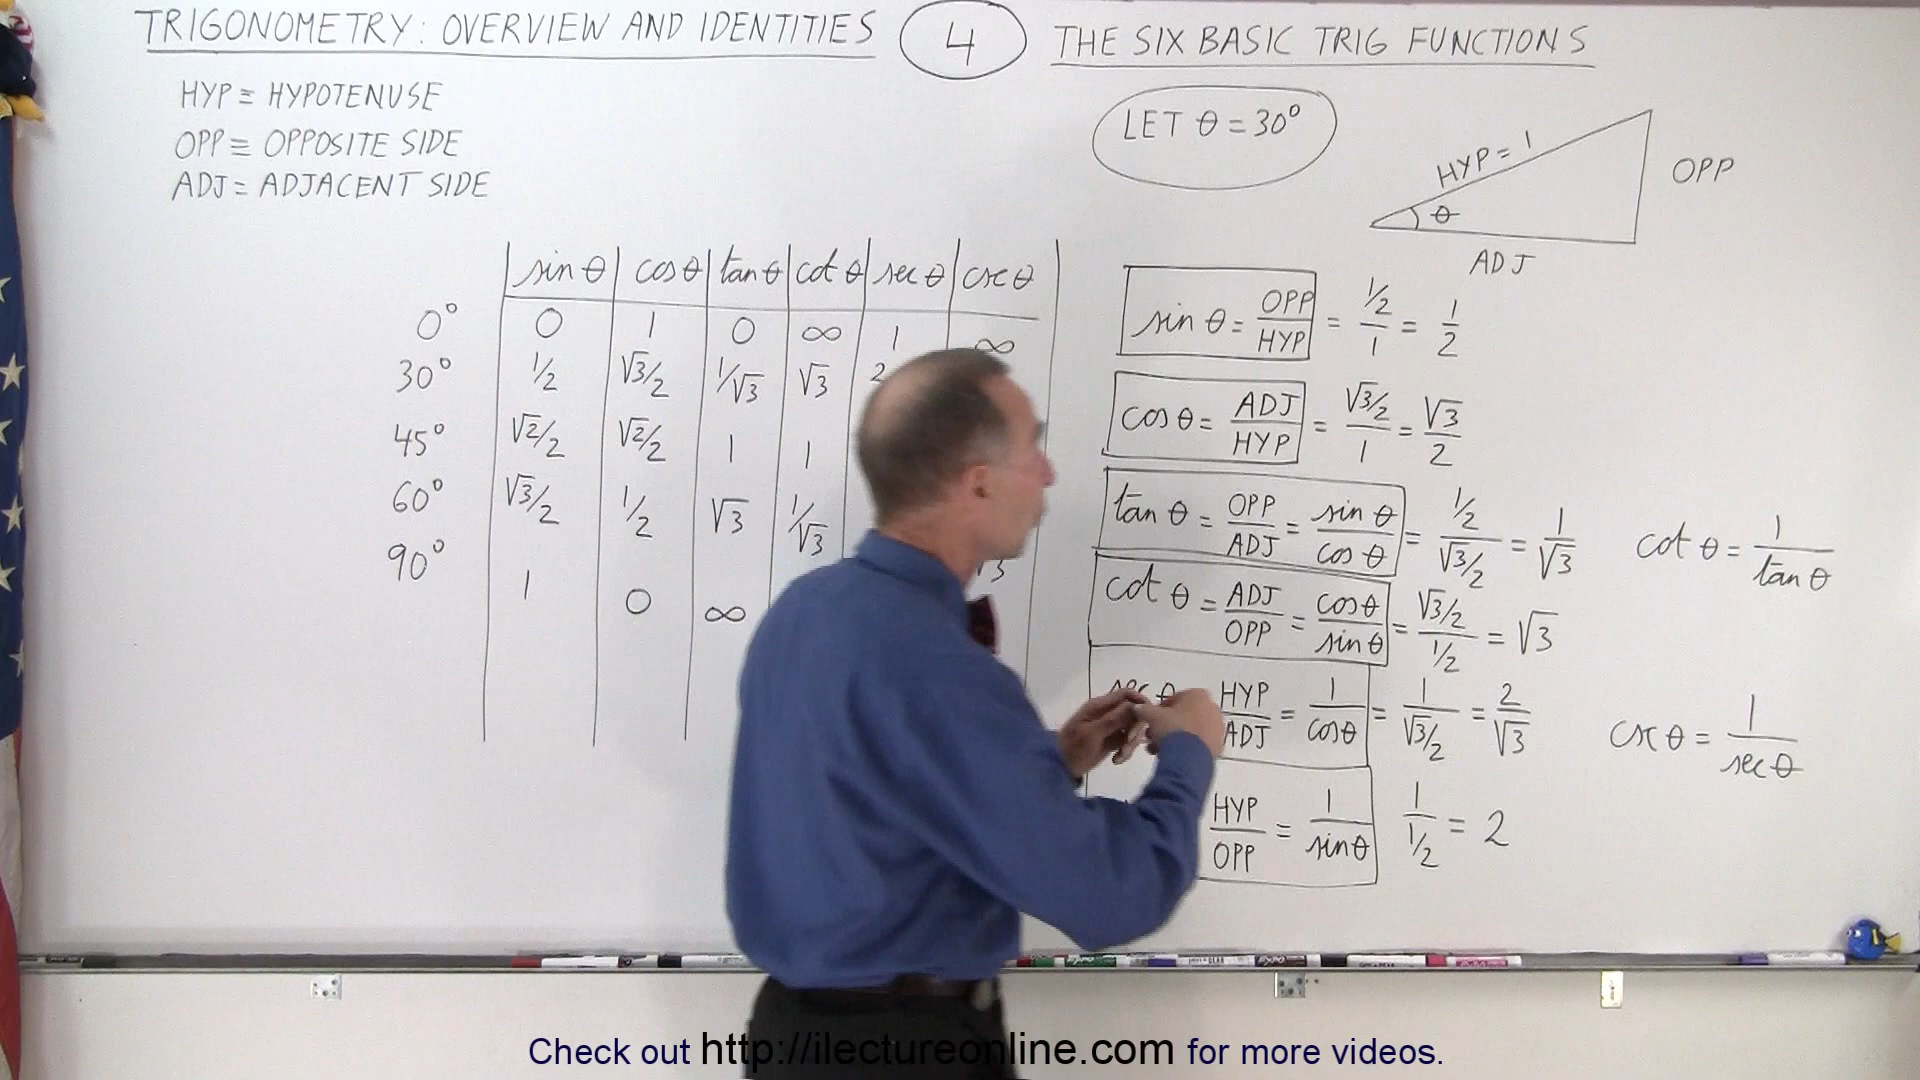 TRIGONOMETRY: OVERVIEW AND IDENTITIES
4
THE SIX BASIC TRIG FUNCTIONS
HYP ≡ HYPOTENUSE
OPP ≡ OPPOSITE SIDE
ADJ = ADJACENT SIDE
LET θ = 30°
HYP = 1
OPP
θ
ADJ
sin θ cos θ tan θ cot θ sec θ csc θ
0° 0 1 0 ∞ 1 ∞
30° 1/2 √3/2 1/√3 √3 2
45° √2/2 √2/2 1 1
60° √3/2 1/2 √3 1/√3 √3
90° 1 0 ∞
sin θ = OPP/HYP = 1/2/1 = 1/2
cos θ = ADJ/HYP = √3/2/1 = √3/2
tan θ = OPP/ADJ = sin θ/cos θ = 1/2/√3/2 = 1/√3
cot θ = 1/tan θ
cot θ = ADJ/OPP = cos θ/sin θ = √3/2/1/2 = √3
sec θ HYP/ADJ = 1/cos θ = 1/√3/2 = 2/√3
csc θ = 1/sec θ
HYP/OPP = 1/sin θ 1/1/2 = 2
Check out http://ilectureonline.com for more videos.